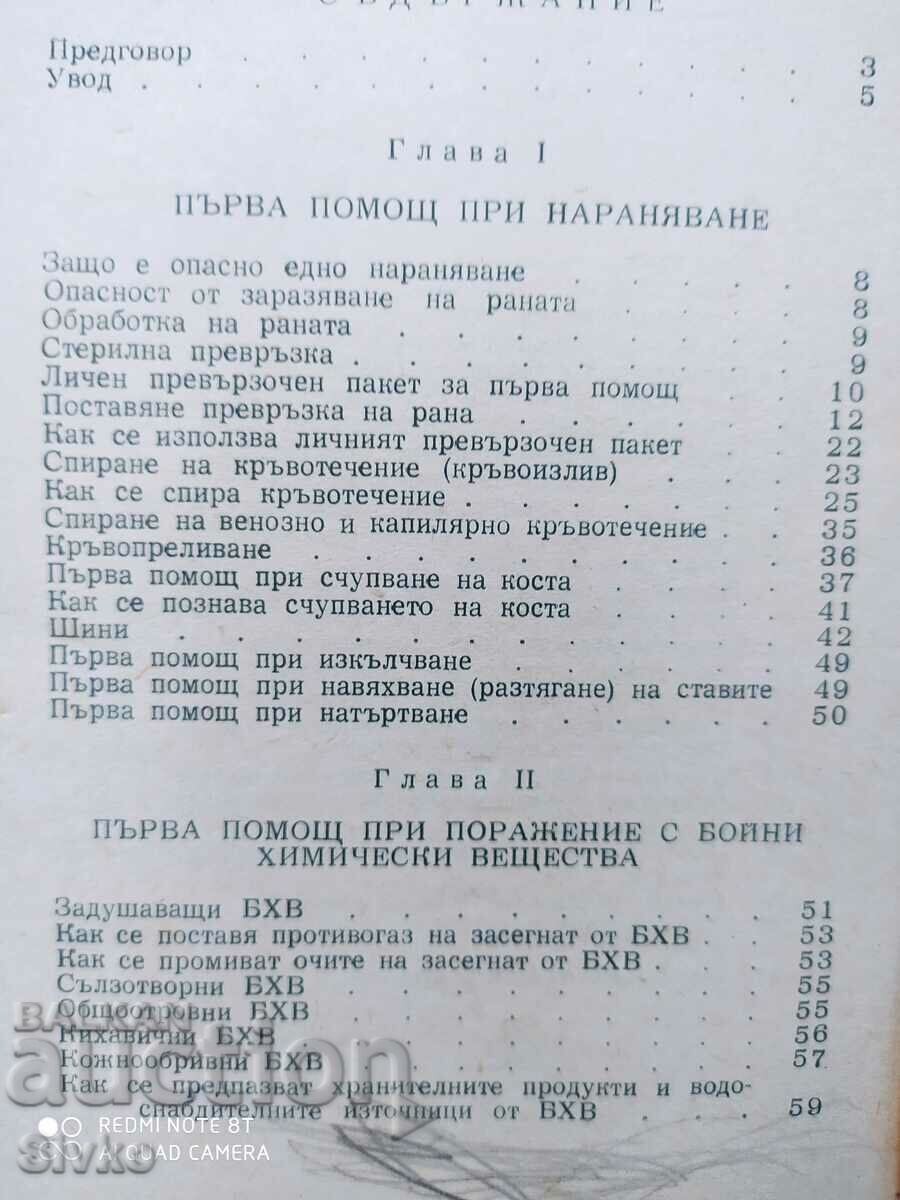 СЪДЪРЖАНИЕ
Предговор . . . . . . . . . . . 3
Увод . . . . . . . . . . . . . 5
Глава I
ПЪРВА ПОМОЩ ПРИ НАРАНЯВАНЕ
Защо е опасно едно нараняване . . . . . 8
Опасност от заразяване на раната . . . . 8
Обработка на раната . . . . . . . . 9
Стерилна превръзка . . . . . . . . . 9
Личен превързочен пакет за първа помощ . . 10
Поставяне превръзка на рана . . . . . . 12
Как се използва личният превързочен пакет . 22
Спиране на кръвотечение (кръвоизлив) . . . 23
Как се спира кръвотечение . . . . . . . 25
Спиране на венозно и капилярно кръвотечение . . 35
Кръвопреливане . . . . . . . . . . 36
Първа помощ при счупване на коста . . . . 37
Как се познава счупването на коста . . . . 41
Шини . . . . . . . . . . . . . 42
Първа помощ при изкълчване . . . . . . 49
Първа помощ при навяхване (разтягане) на ставите 49
Първа помощ при натъртване . . . . . . 50
Глава II
ПЪРВА ПОМОЩ ПРИ ПОРАЖЕНИЕ С БОЙНИ
ХИМИЧЕСКИ ВЕЩЕСТВА
Задушаващи БХВ . . . . . . . . . 51
Как се поставя противогаз на засегнат от БХВ . . 53
Как се промиват очите на засегнат от БХВ . . . 53
Сълзотворни БХВ . . . . . . . . . 55
Общоотровни БХВ . . . . . . . . . 55
Кихавични БХВ . . . . . . . . . . 56
Кожнообривни БХВ . . . . . . . . . 57
Как се предпазват хранителните продукти и водо-
снабдителните източници от БХВ . . . 59
BALKAN
auction
REDMI NOTE 8T
AI QUAD CAMERA
sivko